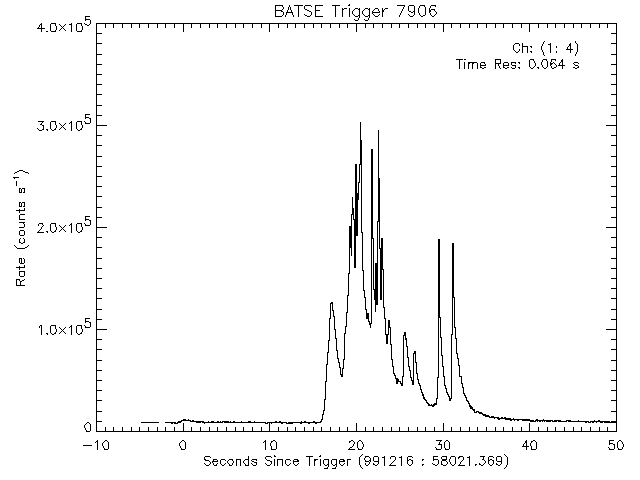 BATSE Trigger 7906
Ch: (1: 4)
Time Res: 0.064 s
4.0×10⁵
3.0×10⁵
2.0×10⁵
1.0×10⁵
0
Rate (counts s⁻¹)
−10 0 10 20 30 40 50
Seconds Since Trigger (991216 : 58021.369)